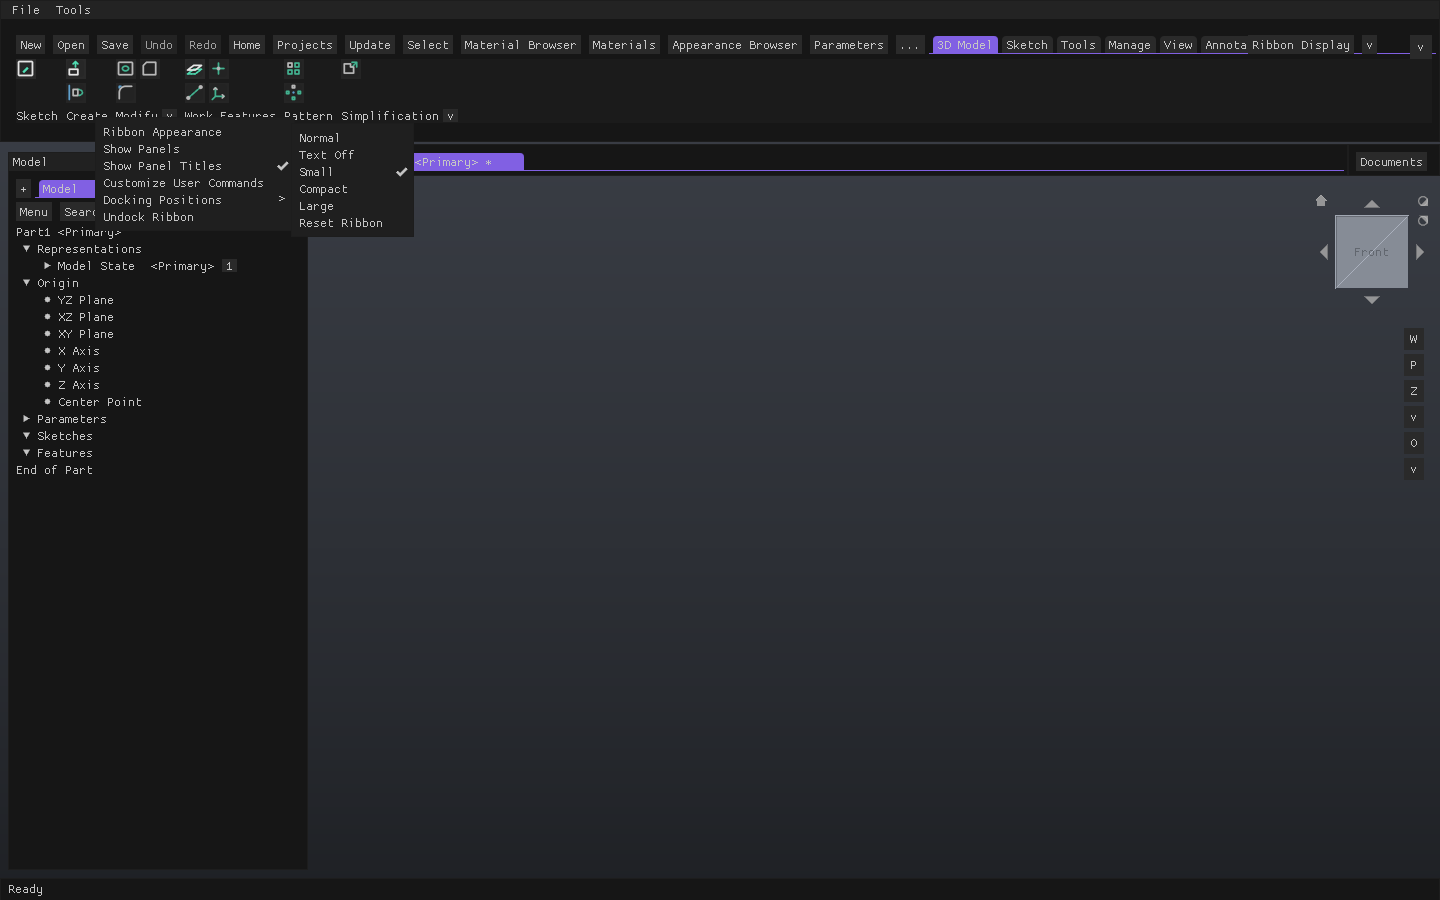 File Tools
New Open Save Undo Redo Home Projects Update Select Material Browser Materials Appearance Browser Parameters ... 3D Model Sketch Tools Manage View Annota Ribbon Display v v
Sketch Create Modify v Work Features Pattern Simplification v
Ribbon Appearance
Show Panels
Show Panel Titles
Customize User Commands
Docking Positions >
Undock Ribbon
Normal
Text Off
Small
Compact
Large
Reset Ribbon
Model
<Primary> *
Documents
+ Model
Menu Searc
Part1 <Primary>
Representations
Model State <Primary> 1
Origin
YZ Plane
XZ Plane
XY Plane
X Axis
Y Axis
Z Axis
Center Point
Parameters
Sketches
Features
End of Part
Front
W
P
Z
v
O
v
Ready